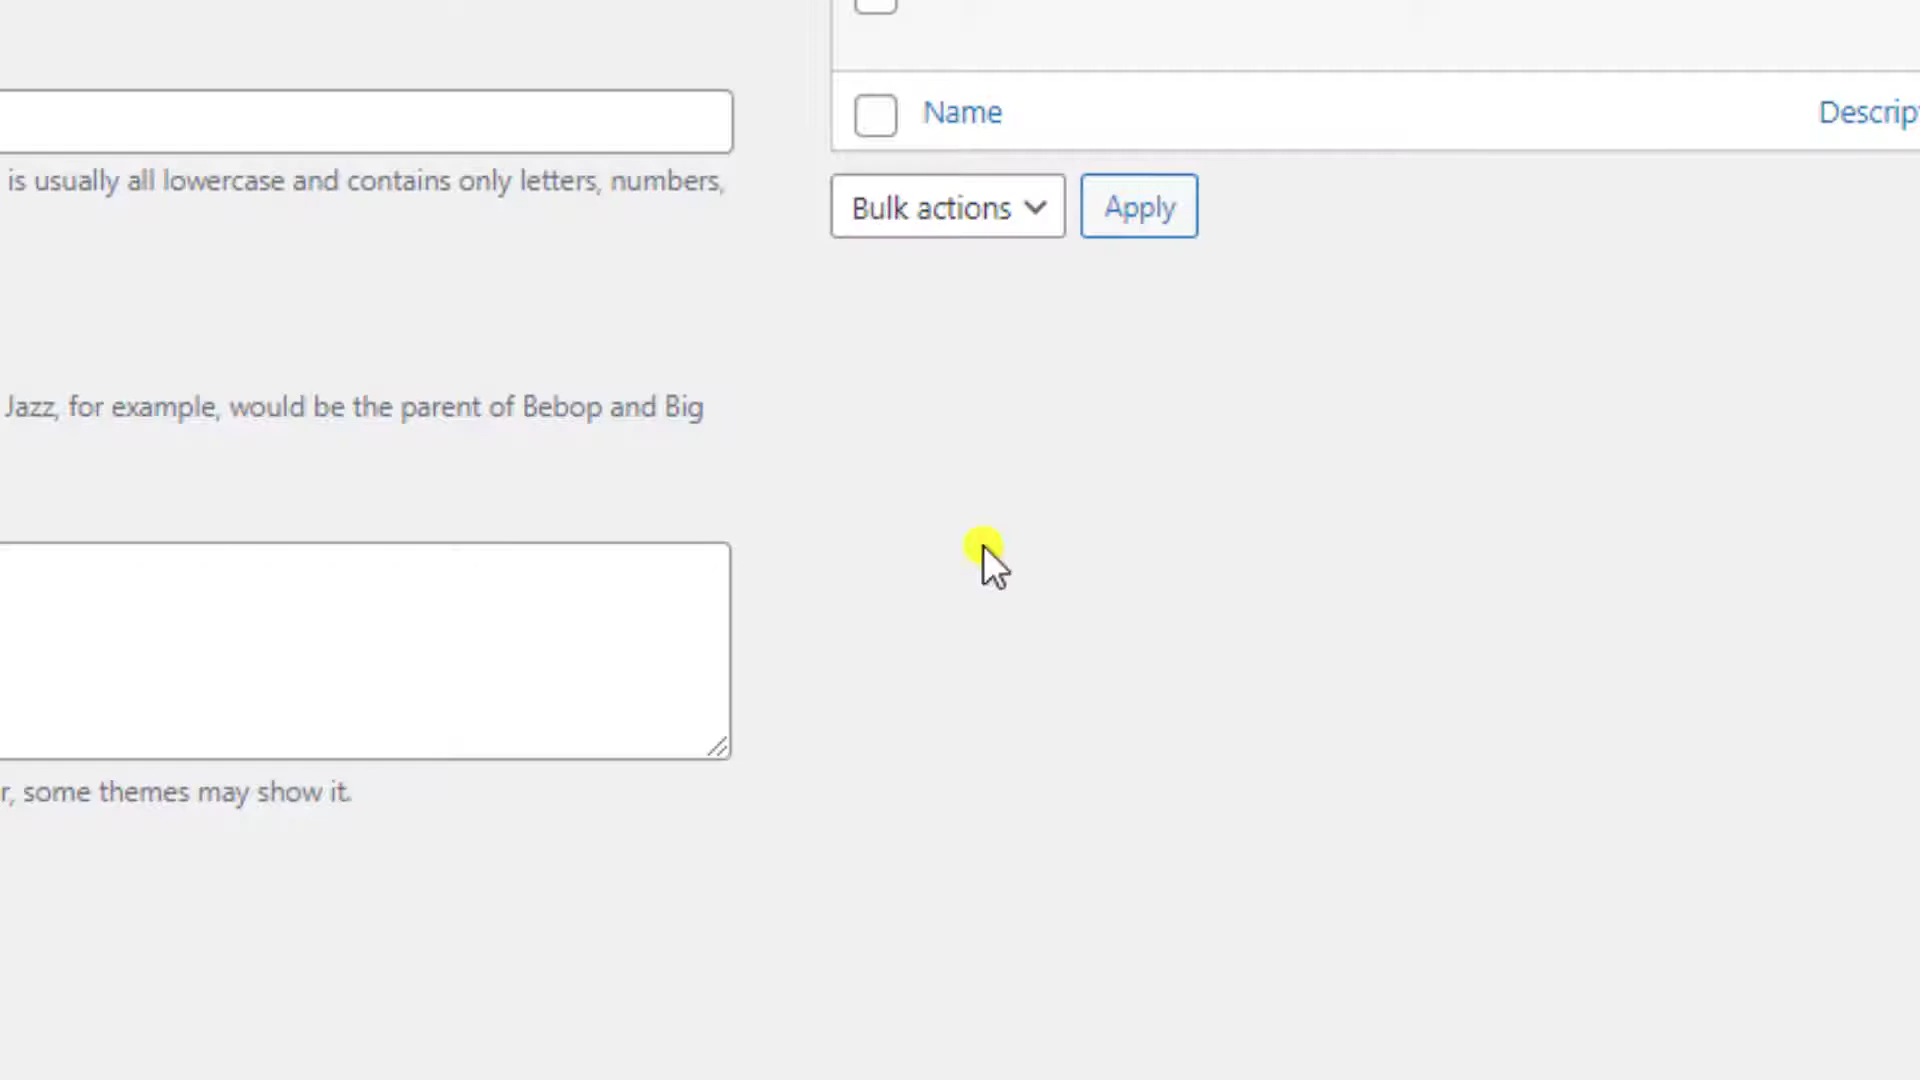 Name
Descrip
is usually all lowercase and contains only letters, numbers,
Bulk actions
Apply
Jazz, for example, would be the parent of Bebop and Big
r, some themes may show it.